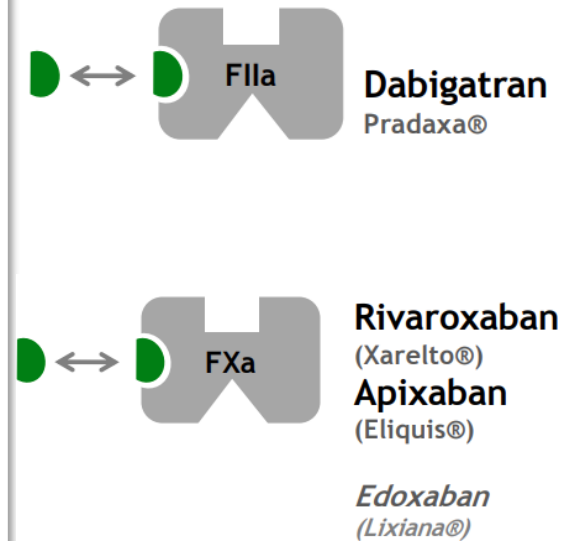 FIIa
Dabigatran
Pradaxa®
FXa
Rivaroxaban
(Xarelto®)
Apixaban
(Eliquis®)
Edoxaban
(Lixiana®)